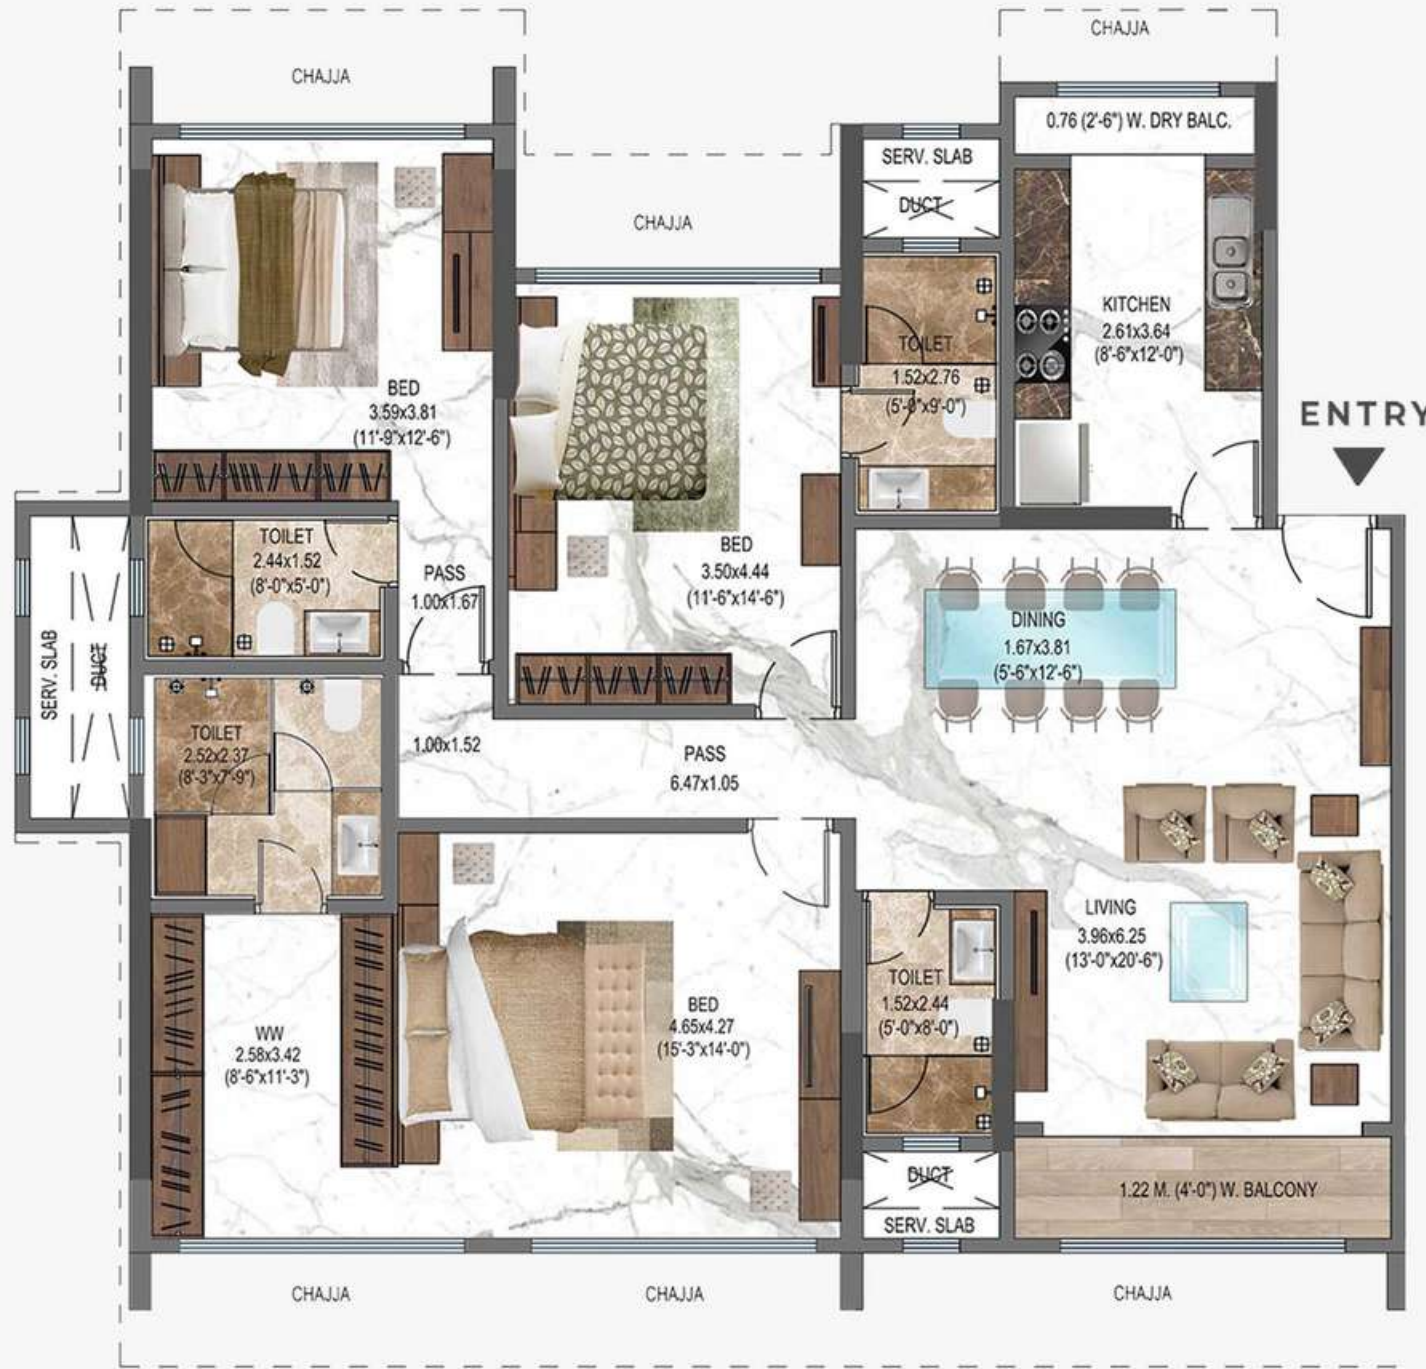 CHAJJA
CHAJJA
CHAJJA
0.76 (2'-6") W. DRY BALC.
SERV. SLAB
DUCT
KITCHEN
2.61x3.64
(8'-6"x12'-0")
TOILET
1.52x2.76
(5'-0"x9'-0")
BED
3.59x3.81
(11'-9"x12'-6")
ENTRY
TOILET
2.44x1.52
(8'-0"x5'-0")
PASS
1.00x1.67
BED
3.50x4.44
(11'-6"x14'-6")
DINING
1.67x3.81
(5'-6"x12'-6")
SERV. SLAB
DUCT
TOILET
2.52x2.37
(8'-3"x7'-9")
1.00x1.52
PASS
6.47x1.05
LIVING
3.96x6.25
(13'-0"x20'-6")
WW
2.58x3.42
(8'-6"x11'-3")
BED
4.65x4.27
(15'-3"x14'-0")
TOILET
1.52x2.44
(5'-0"x8'-0")
DUCT
SERV. SLAB
1.22 M. (4'-0") W. BALCONY
CHAJJA
CHAJJA
CHAJJA